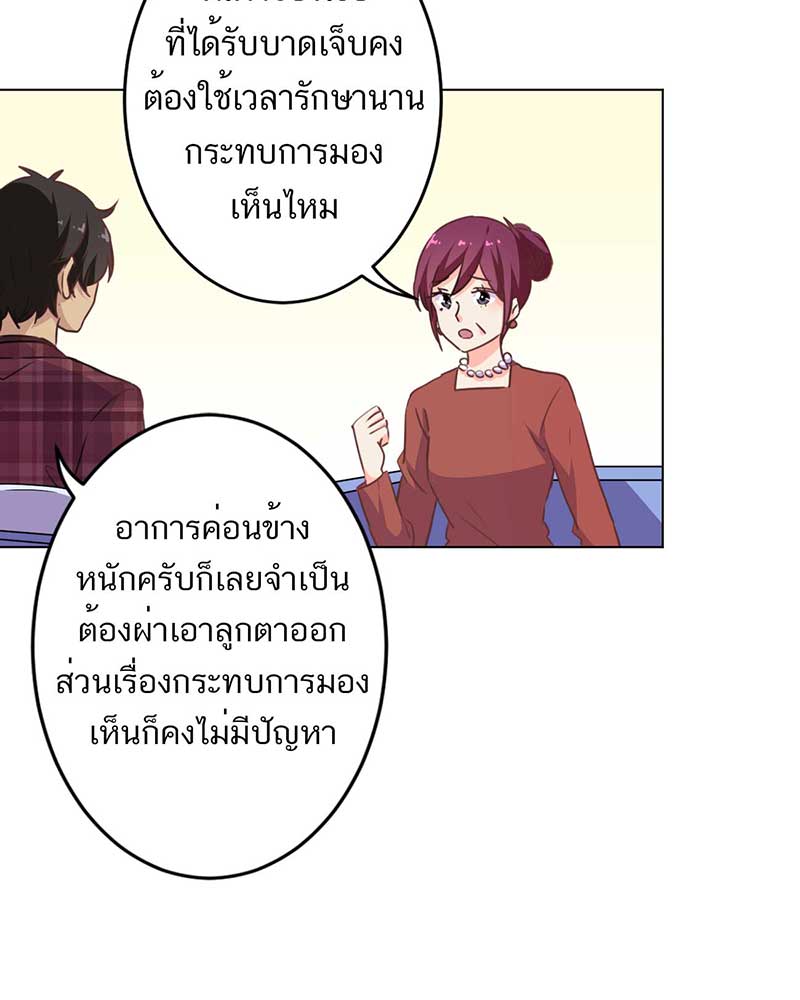 ที่ได้รับบาดเจ็บคง
ต้องใช้เวลารักษานาน
กระทบการมอง
เห็นไหม
อาการค่อนข้าง
หนักครับก็เลยจำเป็น
ต้องผ่าเอาลูกตาออก
ส่วนเรื่องกระทบการมอง
เห็นก็คงไม่มีปัญหา